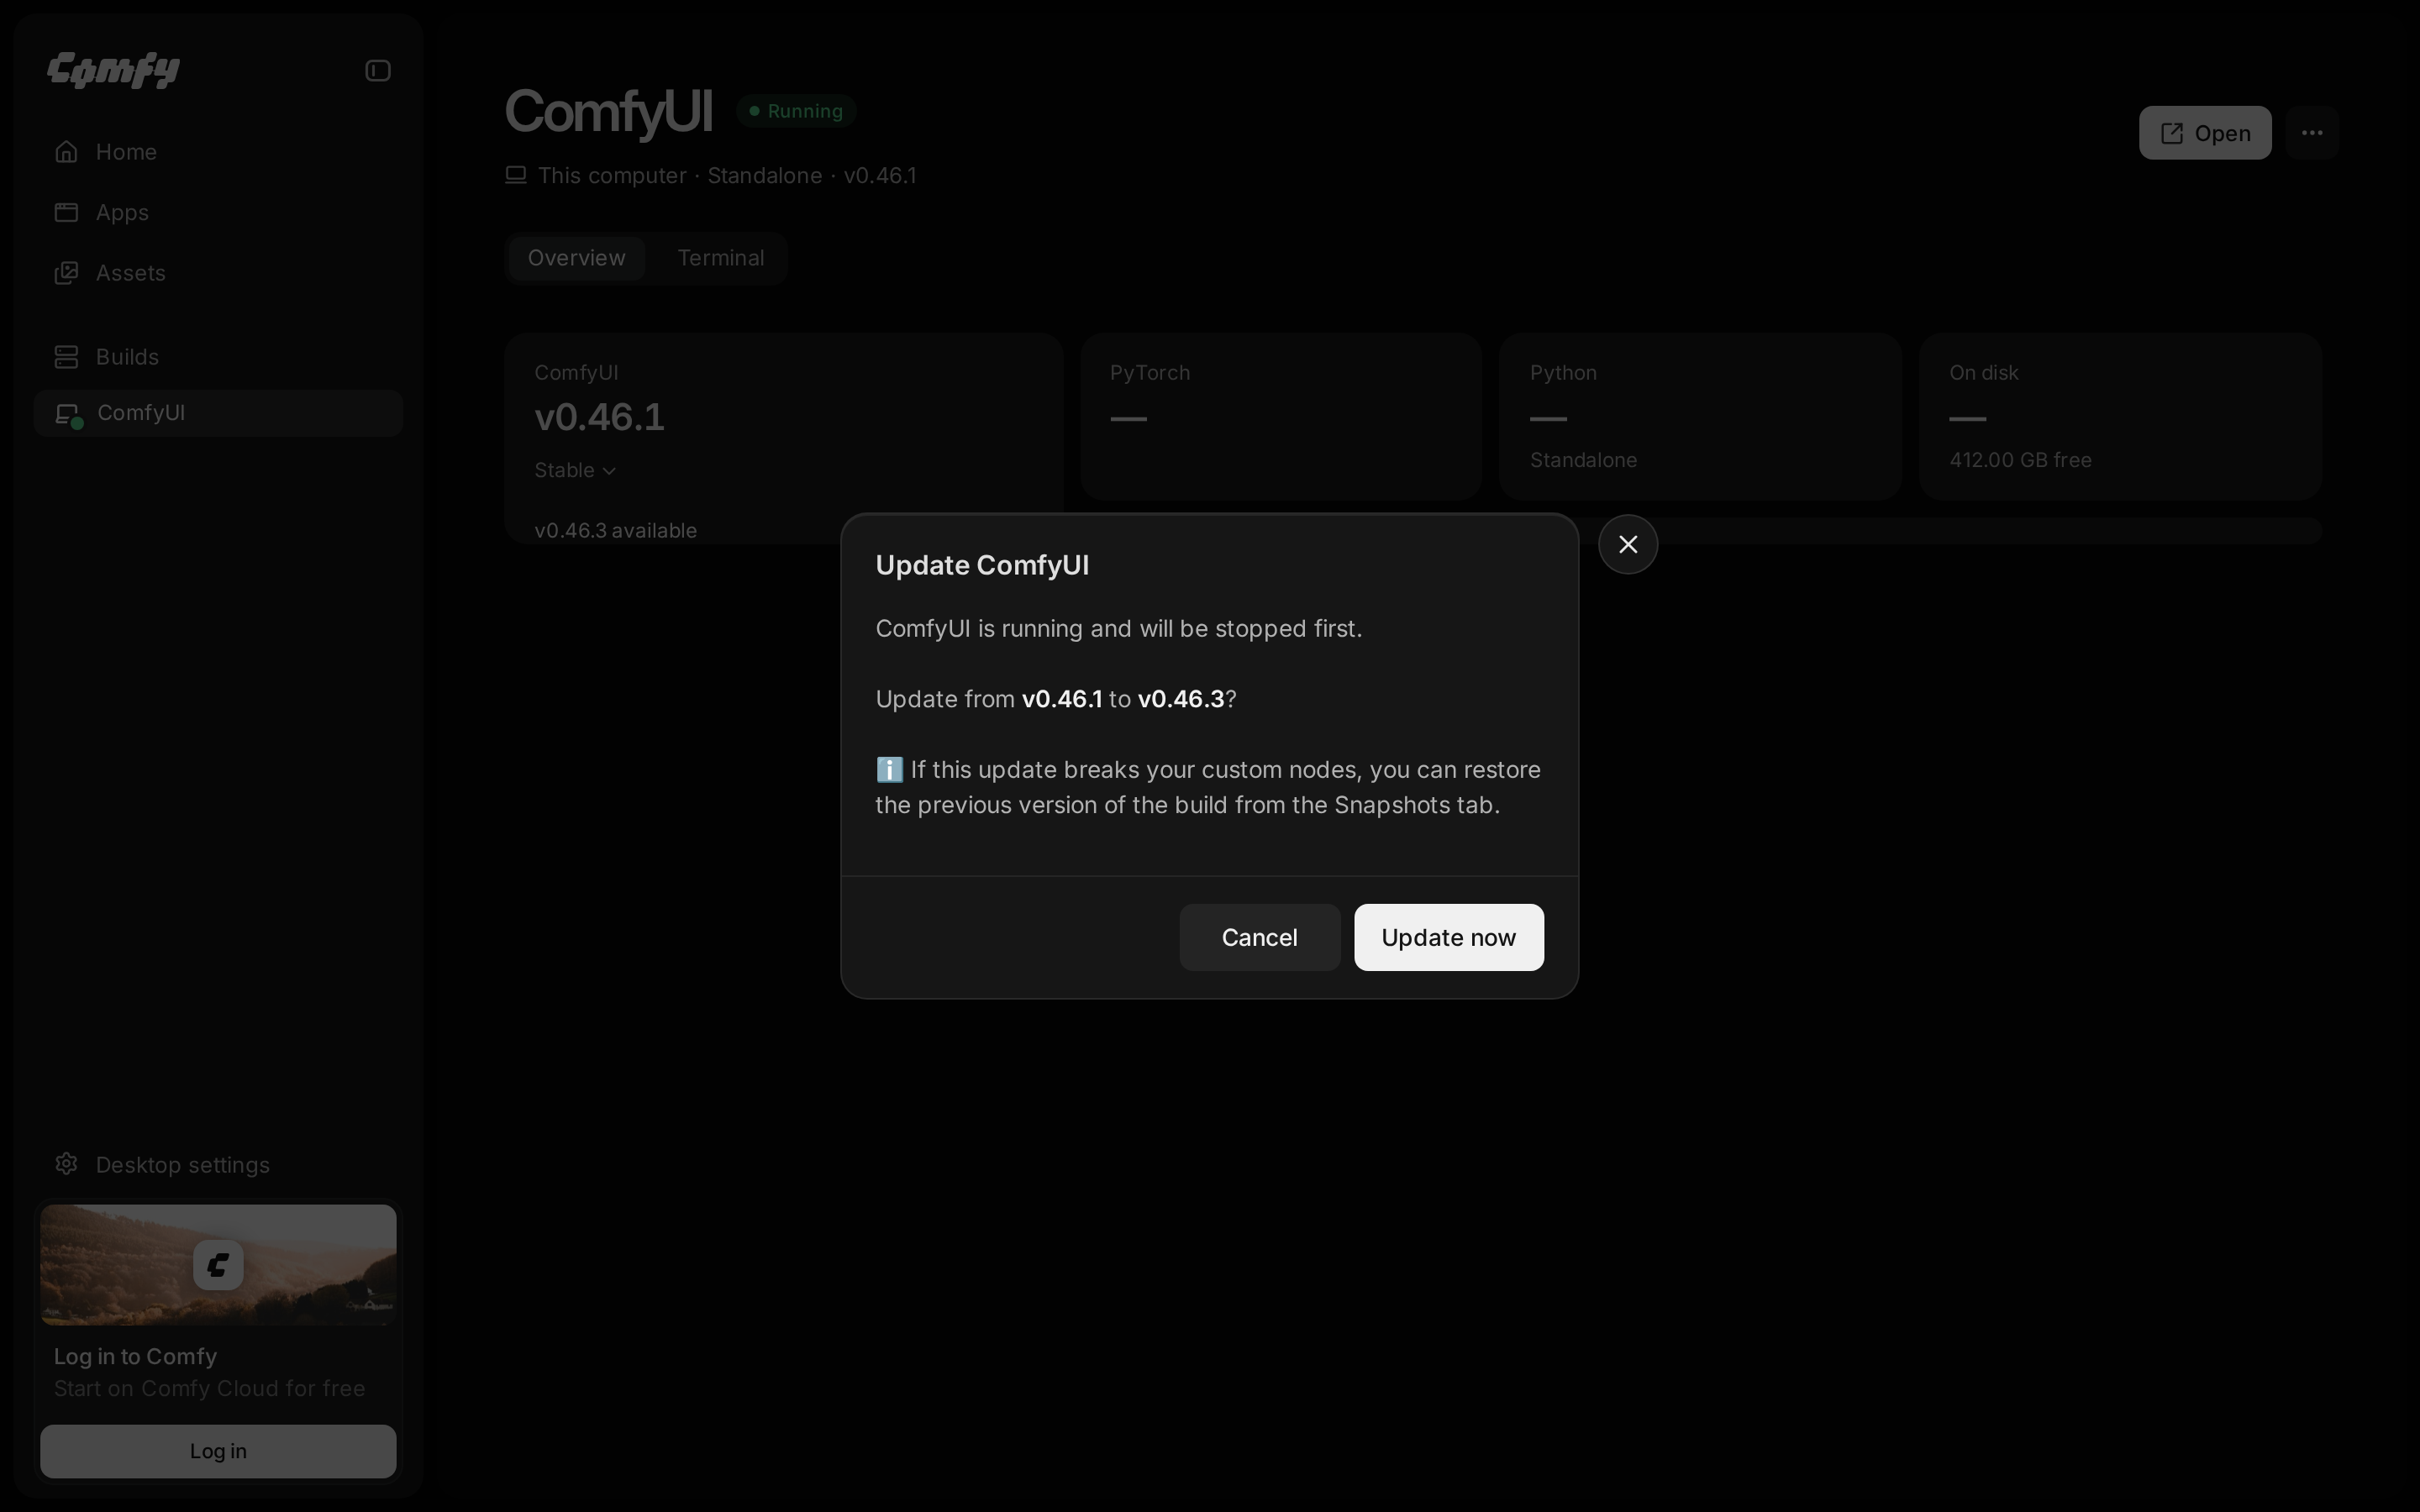 Comfy
Home
Apps
Assets
Builds
ComfyUI
Desktop settings
Log in to Comfy
Start on Comfy Cloud for free
Log in
ComfyUI
Running
This computer · Standalone · v0.46.1
Open
Overview
Terminal
ComfyUI
v0.46.1
Stable
v0.46.3 available
PyTorch
—
Python
—
Standalone
On disk
—
412.00 GB free
Update ComfyUI
ComfyUI is running and will be stopped first.
Update from v0.46.1 to v0.46.3?
ℹ️ If this update breaks your custom nodes, you can restore
the previous version of the build from the Snapshots tab.
Cancel
Update now